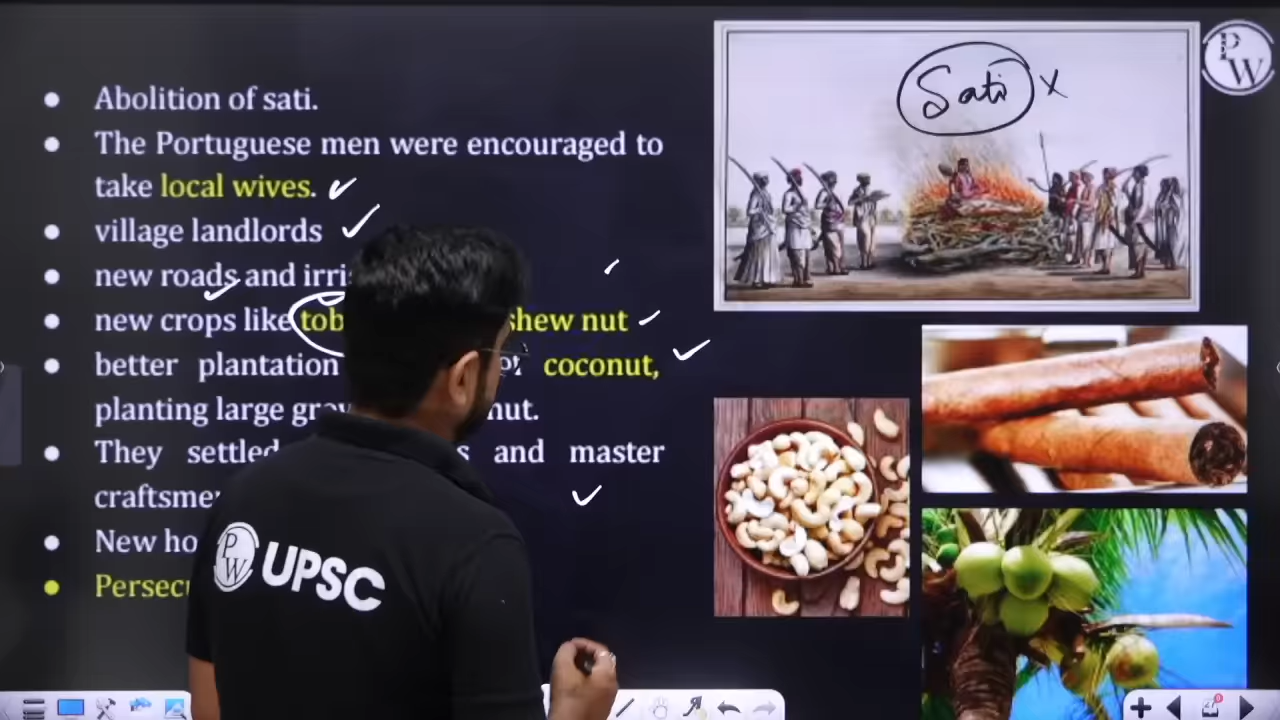 Abolition of sati.
The Portuguese men were encouraged to
take local wives.
village landlords
new roads and irri
new crops like tob shew nut
better plantation coconut,
planting large nut.
They settled s and master
craftsme
New ho
Persec
Sati x
PW
PW UPSC